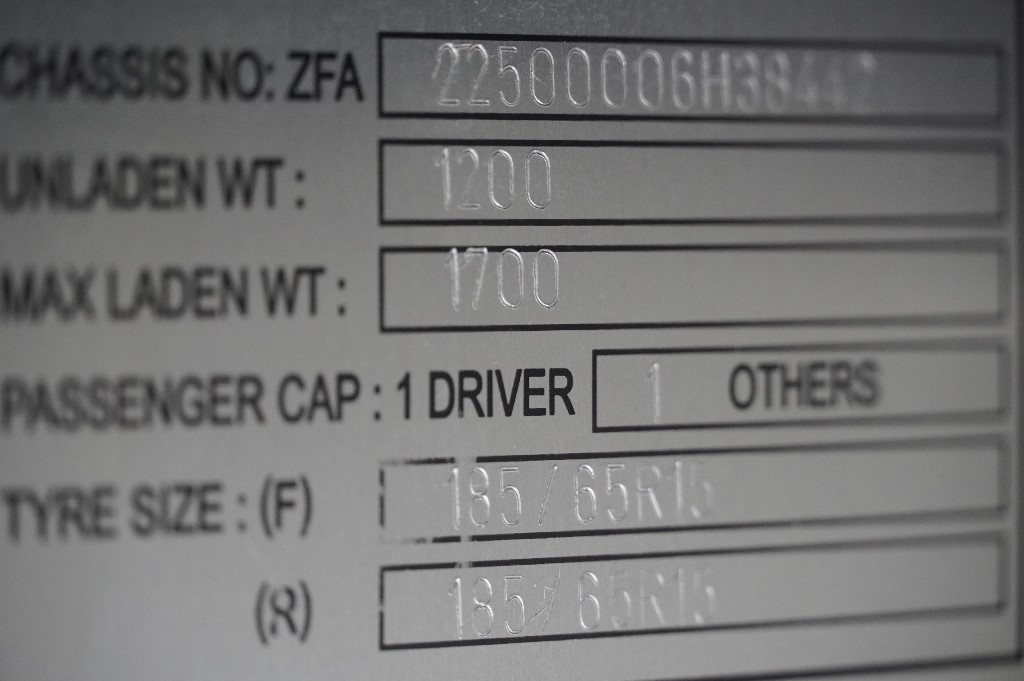 CHASSIS NO: ZFA 22500006H38442
UNLADEN WT : 1200
MAX LADEN WT : 1700
PASSENGER CAP : 1 DRIVER 1 OTHERS
TYRE SIZE : (F) 185/65R15
(R) 185/65R15